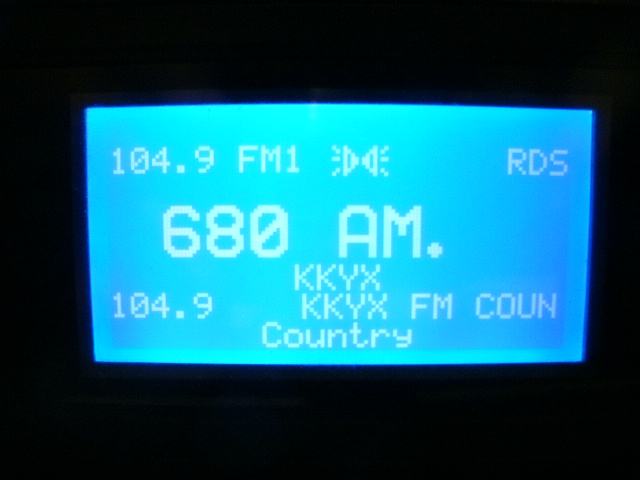 104.9 FM1 RDS
680 AM.
KKYX
104.9 KKYX FM COUN
Country